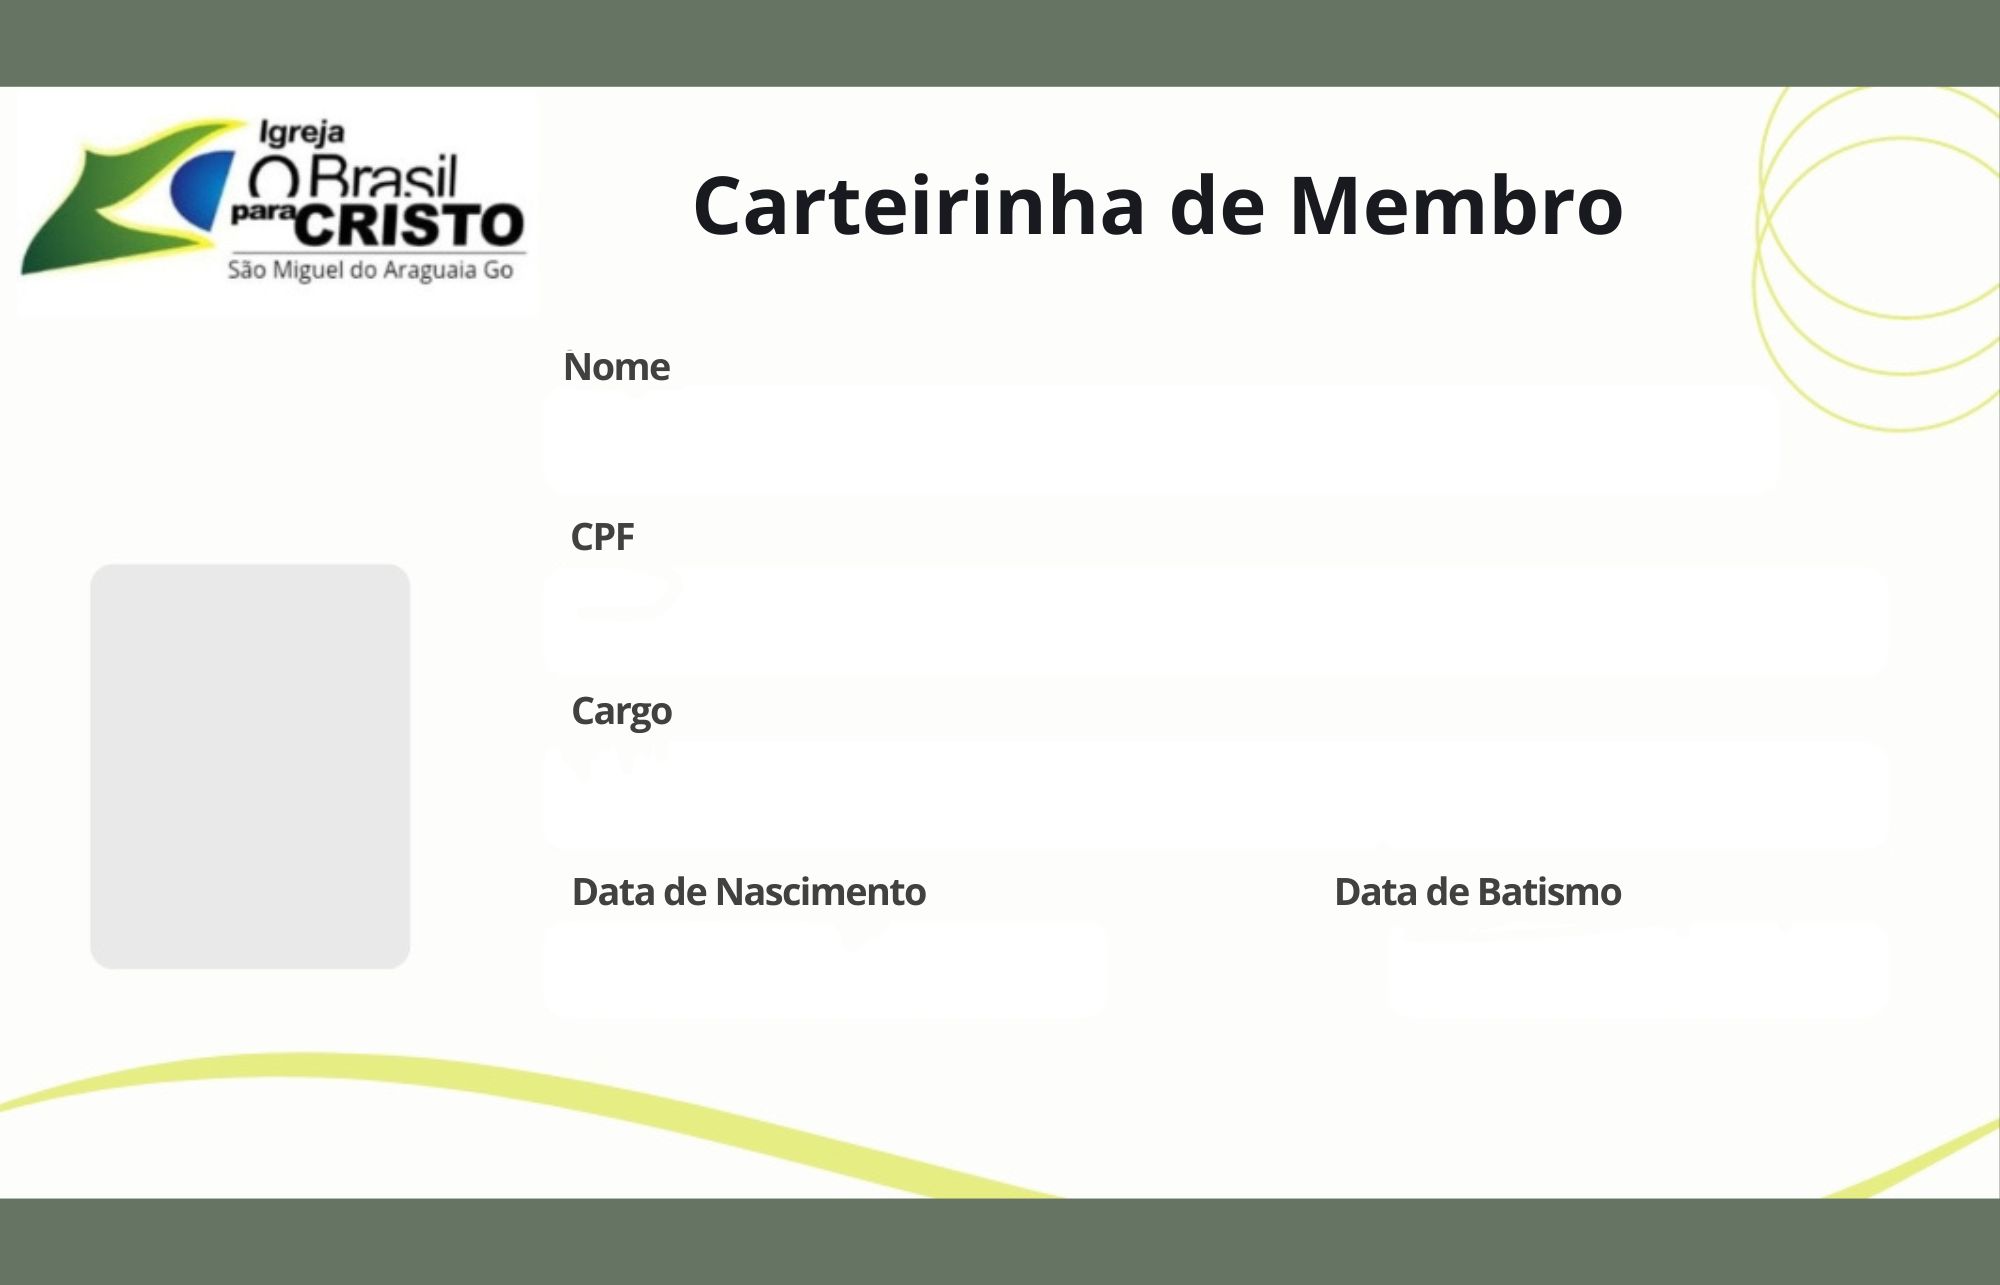 Igreja
O Brasil
para CRISTO
São Miguel do Araguaia Go
Carteirinha de Membro
Nome
CPF
Cargo
Data de Nascimento
Data de Batismo